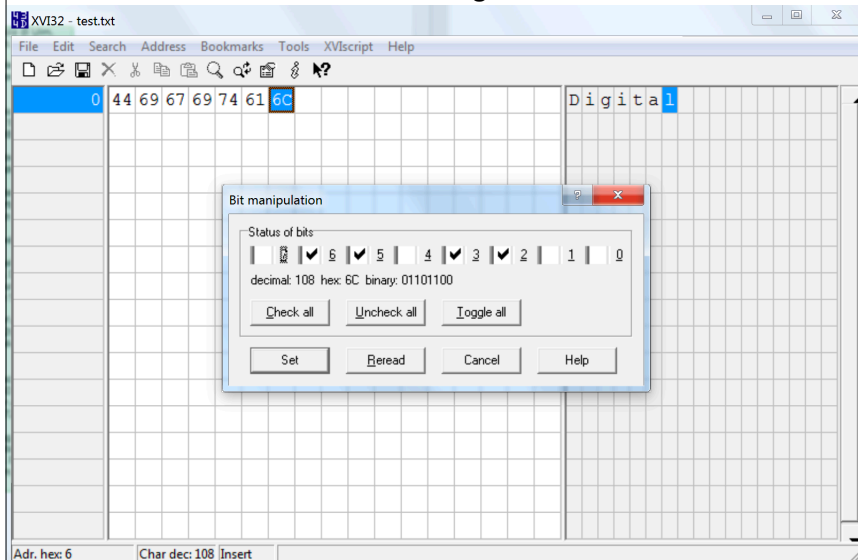 XVI32 - test.txt
File Edit Search Address Bookmarks Tools XVIscript Help
0 44 69 67 69 74 61 6C Digital
Bit manipulation
Status of bits
7 6 5 4 3 2 1 0
decimal: 108 hex: 6C binary: 01101100
Check all Uncheck all Toggle all
Set Reread Cancel Help
Adr. hex: 6 Char dec: 108 Insert